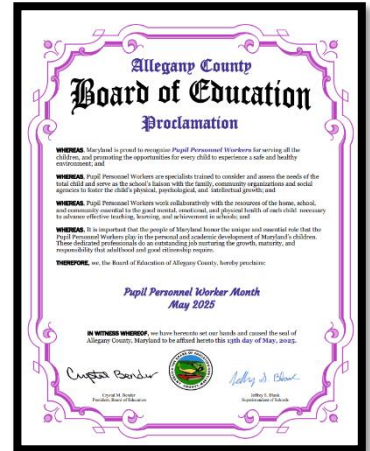 Allegany County
Board of Education
Proclamation
WHEREAS, Maryland is proud to recognize Pupil Personnel Workers for serving all the
children, and promoting the opportunities for every child to experience a safe and healthy
environment; and
WHEREAS, Pupil Personnel Workers are specialists trained to consider and assess the needs of the
total child and serve as the school's liaison with the family, community organizations and social
agencies to foster the child's physical, psychological, and intellectual growth; and
WHEREAS, Pupil Personnel Workers work collaboratively with the resources of the home, school,
and community essential to the good mental, emotional, and physical health of each child necessary
to advance effective teaching, learning, and achievement in schools; and
WHEREAS, It is important that the people of Maryland honor the unique and essential role that the
Pupil Personnel Workers play in the personal and academic development of Maryland's children.
These dedicated professionals do an outstanding job nurturing the growth, maturity, and
responsibility that adulthood and good citizenship require.
THEREFORE, we, the Board of Education of Allegany County, hereby proclaim:
Pupil Personnel Worker Month
May 2025
IN WITNESS WHEREOF, we have hereunto set our hands and caused the seal of
Allegany County, Maryland to be affixed hereto this 13th day of May, 2025.
Crystal Bender
Jeffrey S. Blank
Crystal M. Bender
President, Board of Education
Jeffrey S. Blank
Superintendent of Schools